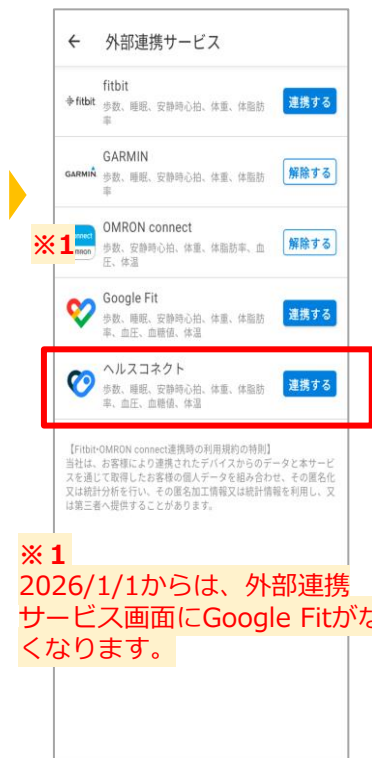 ← 外部連携サービス
fitbit
fitbit 歩数、睡眠、安静時心拍、体重、体脂肪
率
連携する
GARMIN
GARMIN 歩数、睡眠、安静時心拍、体重、体脂肪
率
解除する
※1
OMRON connect
歩数、安静時心拍、体重、体脂肪率、血
圧、体温
解除する
Google Fit
歩数、睡眠、安静時心拍、体重、体脂肪
率、血圧、血糖値、体温
連携する
ヘルスコネクト
歩数、睡眠、安静時心拍、体重、体脂肪
率、血圧、血糖値、体温
連携する
【Fitbit・OMRON connect連携時の利用規約の特則】
当社は、お客様により連携されたデバイスからのデータと本サービ
スを通じて取得したお客様の個人データを組み合わせ、その匿名化
又は統計分析を行い、その匿名加工情報又は統計情報を利用し、又
は第三者へ提供することがあります。
※１
2026/1/1からは、外部連携
サービス画面にGoogle Fitがな
くなります。